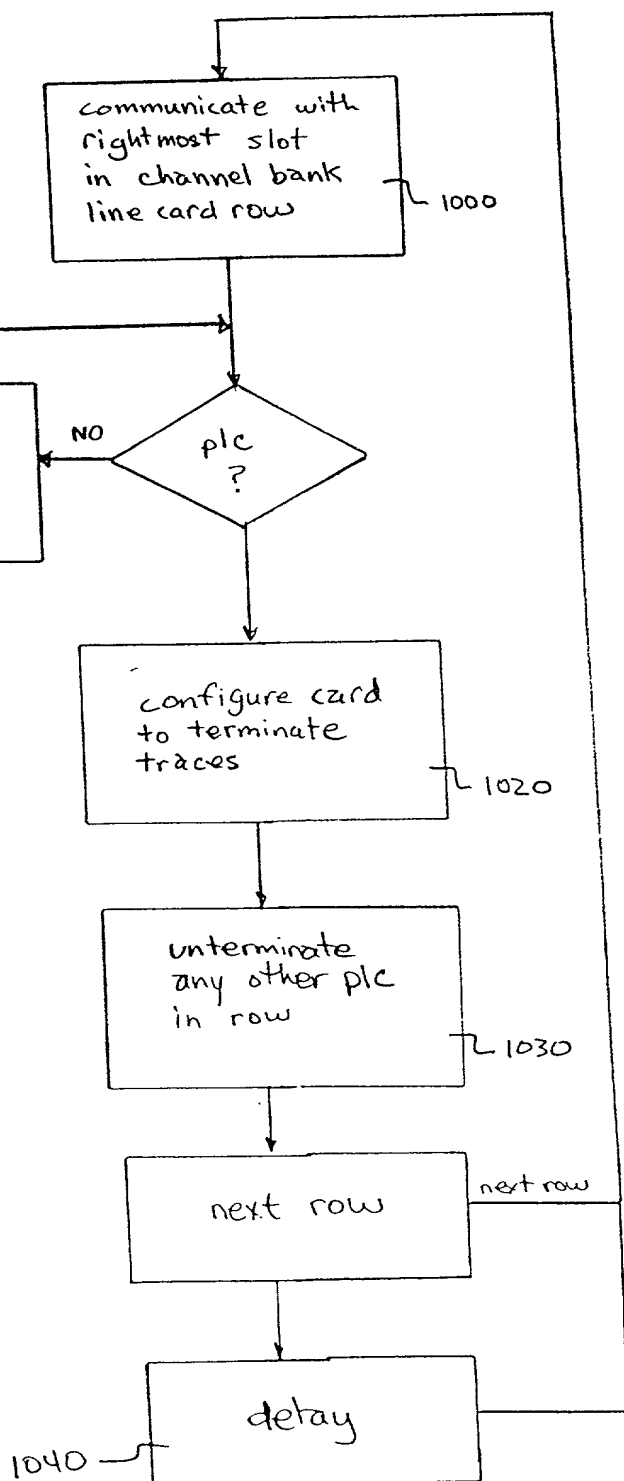 communicate with
rightmost slot
in channel bank
line card row
1000
NO
plc
?
configure card
to terminate
traces
1020
unterminate
any other plc
in row
1030
next row
next row
delay
1040